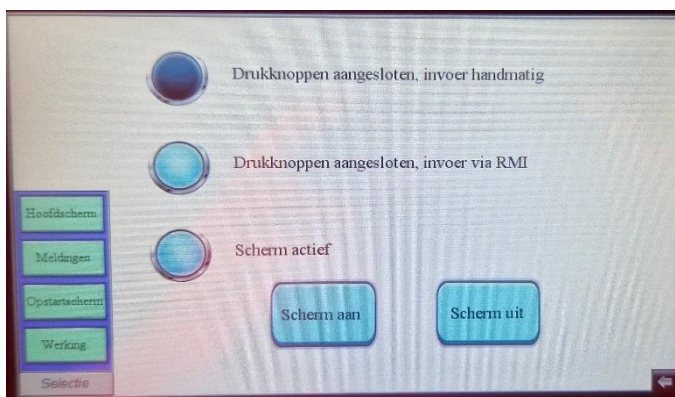 Drukknoppen aangesloten, invoer handmatig
Drukknoppen aangesloten, invoer via RMI
Scherm actief
Scherm aan
Scherm uit
Hoofdscherm
Meldingen
Opstartscherm
Werking
Selectie